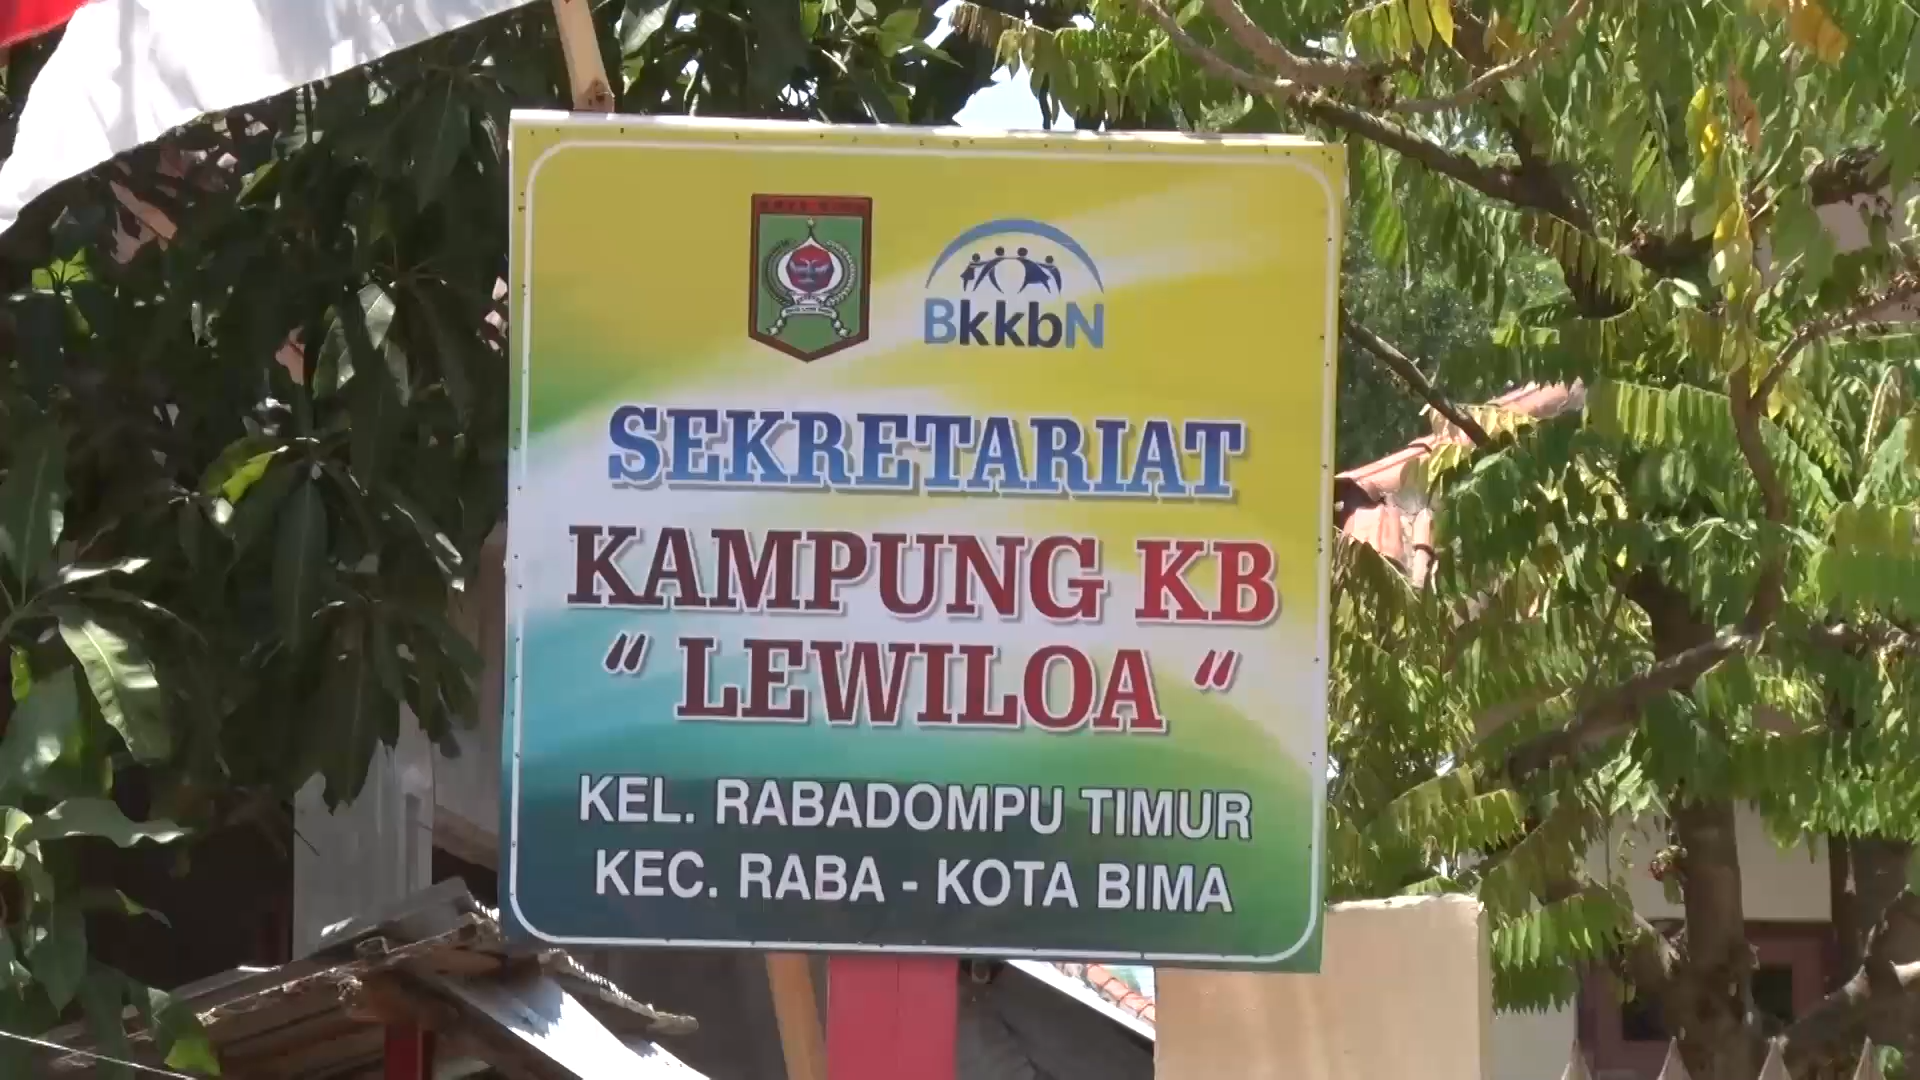 BkkbN
SEKRETARIAT
KAMPUNG KB
“ LEWILOA “
KEL. RABADOMPU TIMUR
KEC. RABA - KOTA BIMA